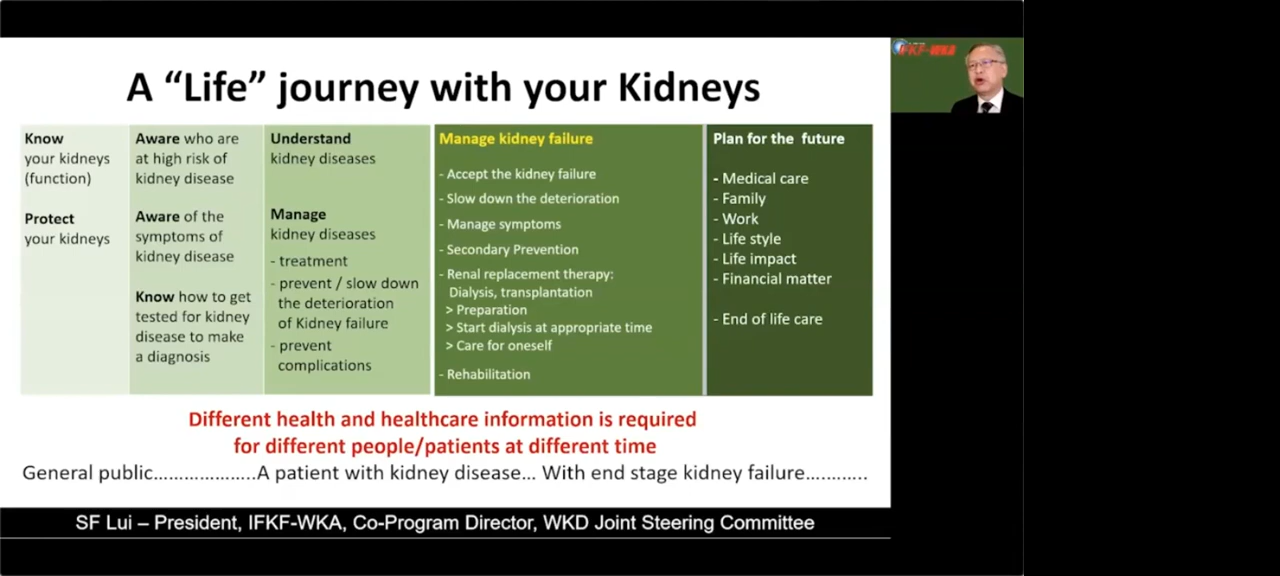 A “Life” journey with your Kidneys
Know
your kidneys
(function)
Protect
your kidneys
Aware who are
at high risk of
kidney disease
Aware of the
symptoms of
kidney disease
Know how to get
tested for kidney
disease to make
a diagnosis
Understand
kidney diseases
Manage
kidney diseases
- treatment
- prevent / slow down
the deterioration
of Kidney failure
- prevent
complications
Manage kidney failure
- Accept the kidney failure
- Slow down the deterioration
- Manage symptoms
- Secondary Prevention
- Renal replacement therapy:
Dialysis, transplantation
> Preparation
> Start dialysis at appropriate time
> Care for oneself
- Rehabilitation
Plan for the future
- Medical care
- Family
- Work
- Life style
- Life impact
- Financial matter
- End of life care
Different health and healthcare information is required
for different people/patients at different time
General public....................A patient with kidney disease... With end stage kidney failure............
SF Lui – President, IFKF-WKA, Co-Program Director, WKD Joint Steering Committee
IFKF-WKA